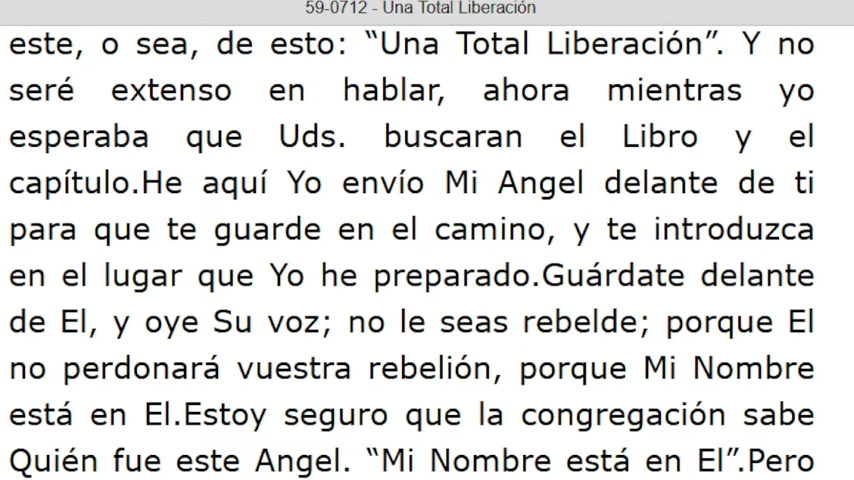 59-0712 - Una Total Liberación
este, o sea, de esto: “Una Total Liberación”. Y no
seré extenso en hablar, ahora mientras yo
esperaba que Uds. buscaran el Libro y el
capítulo.He aquí Yo envío Mi Angel delante de ti
para que te guarde en el camino, y te introduzca
en el lugar que Yo he preparado.Guárdate delante
de El, y oye Su voz; no le seas rebelde; porque El
no perdonará vuestra rebelión, porque Mi Nombre
está en El.Estoy seguro que la congregación sabe
Quién fue este Angel. “Mi Nombre está en El”.Pero